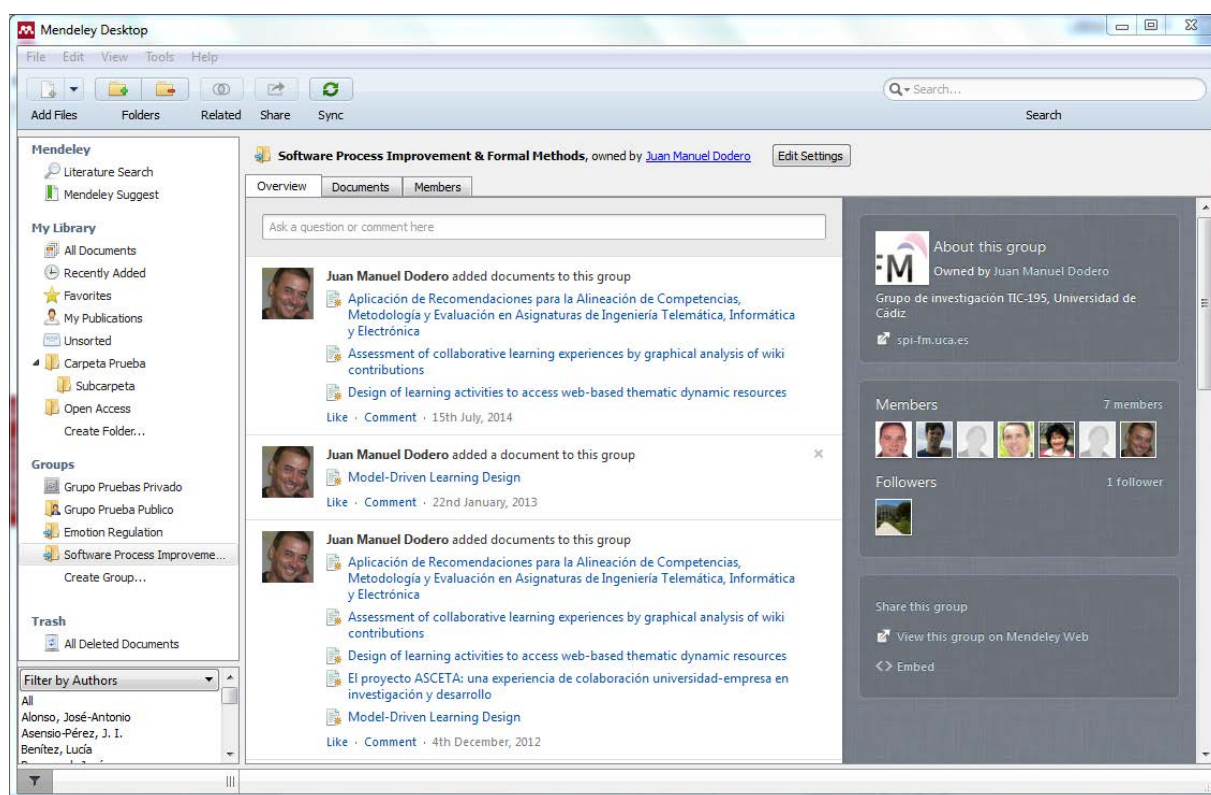 Mendeley Desktop
File Edit View Tools Help
Add Files Folders Related Share Sync
Search...
Search
Mendeley
Literature Search
Mendeley Suggest
My Library
All Documents
Recently Added
Favorites
My Publications
Unsorted
Carpeta Prueba
Subcarpeta
Open Access
Create Folder...
Groups
Grupo Pruebas Privado
Grupo Prueba Publico
Emotion Regulation
Software Process Improveme...
Create Group...
Trash
All Deleted Documents
Filter by Authors
All
Alonso, José-Antonio
Asensio-Pérez, J. I.
Benítez, Lucía
Software Process Improvement & Formal Methods, owned by Juan Manuel Dodero Edit Settings
Overview Documents Members
Ask a question or comment here
Juan Manuel Dodero added documents to this group
Aplicación de Recomendaciones para la Alineación de Competencias,
Metodología y Evaluación en Asignaturas de Ingeniería Telemática, Informática
y Electrónica
Assessment of collaborative learning experiences by graphical analysis of wiki
contributions
Design of learning activities to access web-based thematic dynamic resources
Like · Comment · 15th July, 2014
Juan Manuel Dodero added a document to this group
Model-Driven Learning Design
Like · Comment · 22nd January, 2013
Juan Manuel Dodero added documents to this group
Aplicación de Recomendaciones para la Alineación de Competencias,
Metodología y Evaluación en Asignaturas de Ingeniería Telemática, Informática
y Electrónica
Assessment of collaborative learning experiences by graphical analysis of wiki
contributions
Design of learning activities to access web-based thematic dynamic resources
El proyecto ASCETA: una experiencia de colaboración universidad-empresa en
investigación y desarrollo
Model-Driven Learning Design
Like · Comment · 4th December, 2012
FM
About this group
Owned by Juan Manuel Dodero
Grupo de investigación TIC-195, Universidad de
Cádiz
spi-fm.uca.es
Members 7 members
Followers 1 follower
Share this group
View this group on Mendeley Web
<> Embed